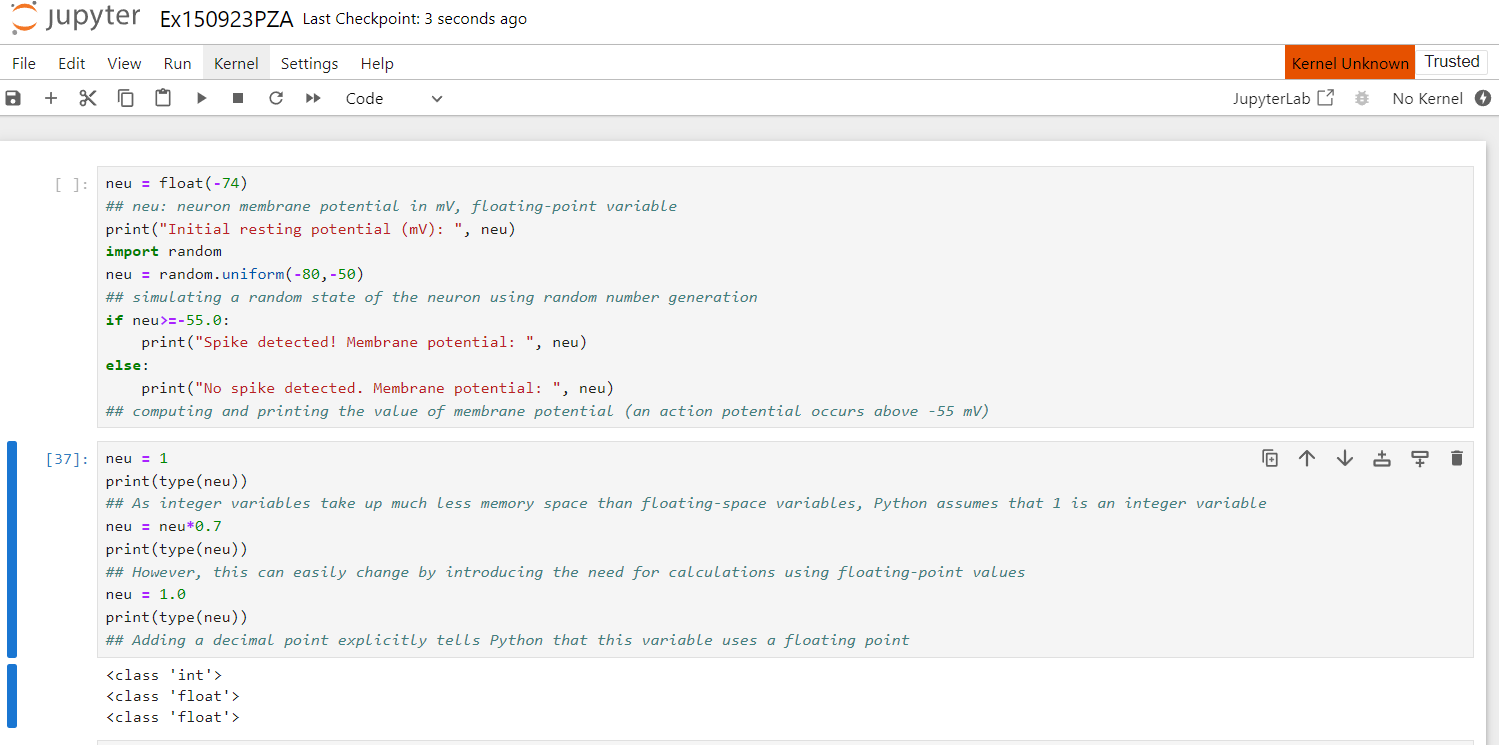 jupyter Ex150923PZA Last Checkpoint: 3 seconds ago
File Edit View Run Kernel Settings Help Kernel Unknown Trusted
Code JupyterLab No Kernel
[ ]: neu = float(-74)
## neu: neuron membrane potential in mV, floating-point variable
print("Initial resting potential (mV): ", neu)
import random
neu = random.uniform(-80,-50)
## simulating a random state of the neuron using random number generation
if neu>=-55.0:
    print("Spike detected! Membrane potential: ", neu)
else:
    print("No spike detected. Membrane potential: ", neu)
## computing and printing the value of membrane potential (an action potential occurs above -55 mV)
[37]: neu = 1
print(type(neu))
## As integer variables take up much less memory space than floating-space variables, Python assumes that 1 is an integer variable
neu = neu*0.7
print(type(neu))
## However, this can easily change by introducing the need for calculations using floating-point values
neu = 1.0
print(type(neu))
## Adding a decimal point explicitly tells Python that this variable uses a floating point
<class 'int'>
<class 'float'>
<class 'float'>